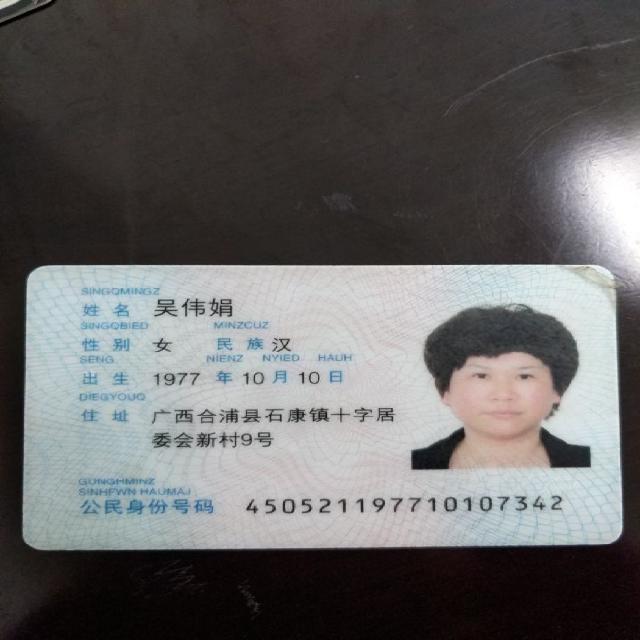 SINGQMINGZ
姓名 吴伟娟
SINGQBIED MINZCUZ
性别 女 民族 汉
SENG NIENZ NYIED HAUH
出生 1977 年 10 月 10 日
DIEGYOUQ
住址 广西合浦县石康镇十字居
委会新村9号
GUNGHMINZ
SINHFWN HAUMAJ
公民身份号码 450521197710107342